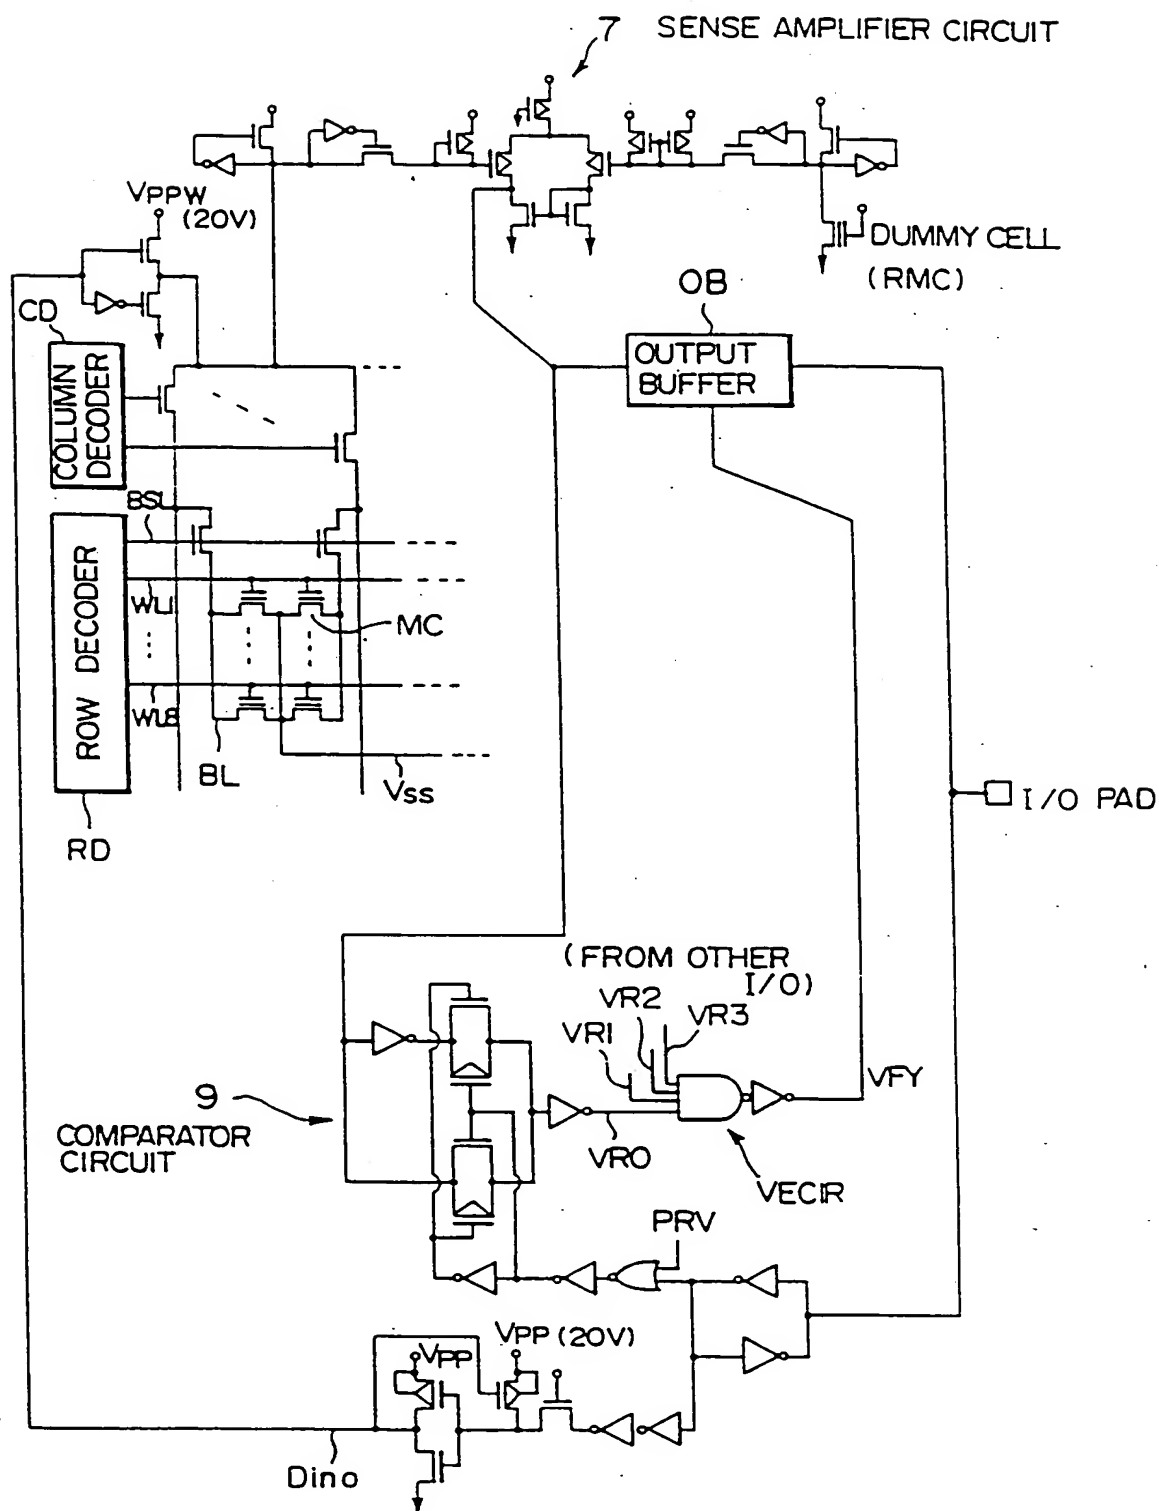 7 SENSE AMPLIFIER CIRCUIT
VPPW
(20V)
DUMMY CELL
(RMC)
CD
OB
OUTPUT
BUFFER
COLUMN
DECODER
BSL
ROW DECODER
WL1
MC
WL8
BL
VSS
I/O PAD
RD
(FROM OTHER
I/O)
VR2
VR3
VR1
VFY
9
COMPARATOR
CIRCUIT
VR0
VECIR
PRV
VPP (20V)
VPP
Dino